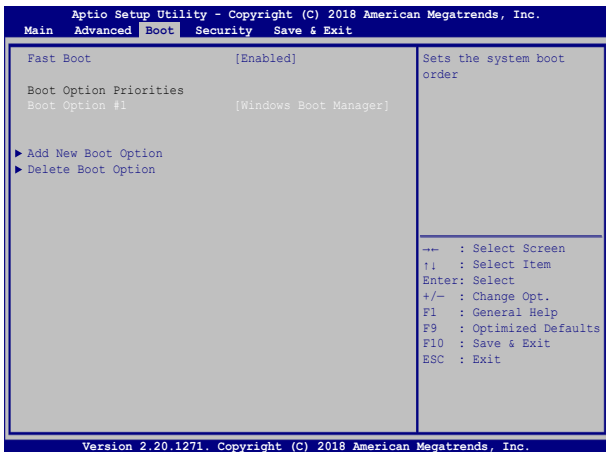 Aptio Setup Utility - Copyright (C) 2018 American Megatrends, Inc.
Main Advanced Boot Security Save & Exit
Fast Boot [Enabled]
Boot Option Priorities
Boot Option #1 [Windows Boot Manager]
▶ Add New Boot Option
▶ Delete Boot Option
Sets the system boot
order
→← : Select Screen
↑↓ : Select Item
Enter: Select
+/— : Change Opt.
F1 : General Help
F9 : Optimized Defaults
F10 : Save & Exit
ESC : Exit
Version 2.20.1271. Copyright (C) 2018 American Megatrends, Inc.